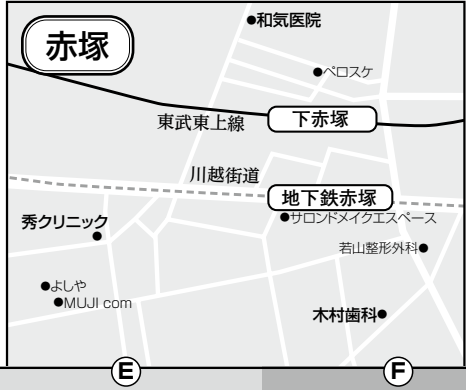 赤塚
●和気医院
●ペロスケ
東武東上線
下赤塚
川越街道
地下鉄赤塚
●サロンドメイクエスペース
秀クリニック●
若山整形外科●
●よしや
●MUJI com
木村歯科●
E
F